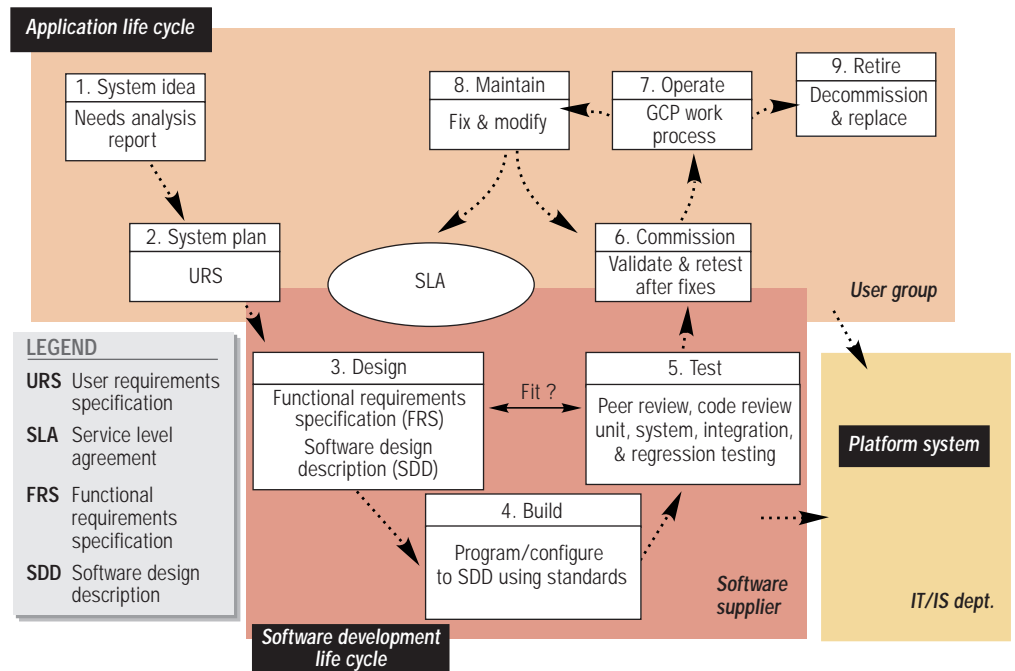 Application life cycle
1. System idea
Needs analysis
report
8. Maintain
Fix & modify
7. Operate
GCP work
process
9. Retire
Decommission
& replace
2. System plan
URS
SLA
6. Commission
Validate & retest
after fixes
User group
LEGEND
URS User requirements
specification
SLA Service level
agreement
FRS Functional
requirements
specification
SDD Software design
description
3. Design
Functional requirements
specification (FRS)
Software design
description (SDD)
Fit ?
5. Test
Peer review, code review
unit, system, integration,
& regression testing
4. Build
Program/configure
to SDD using standards
Software
supplier
Software development
life cycle
Platform system
IT/IS dept.